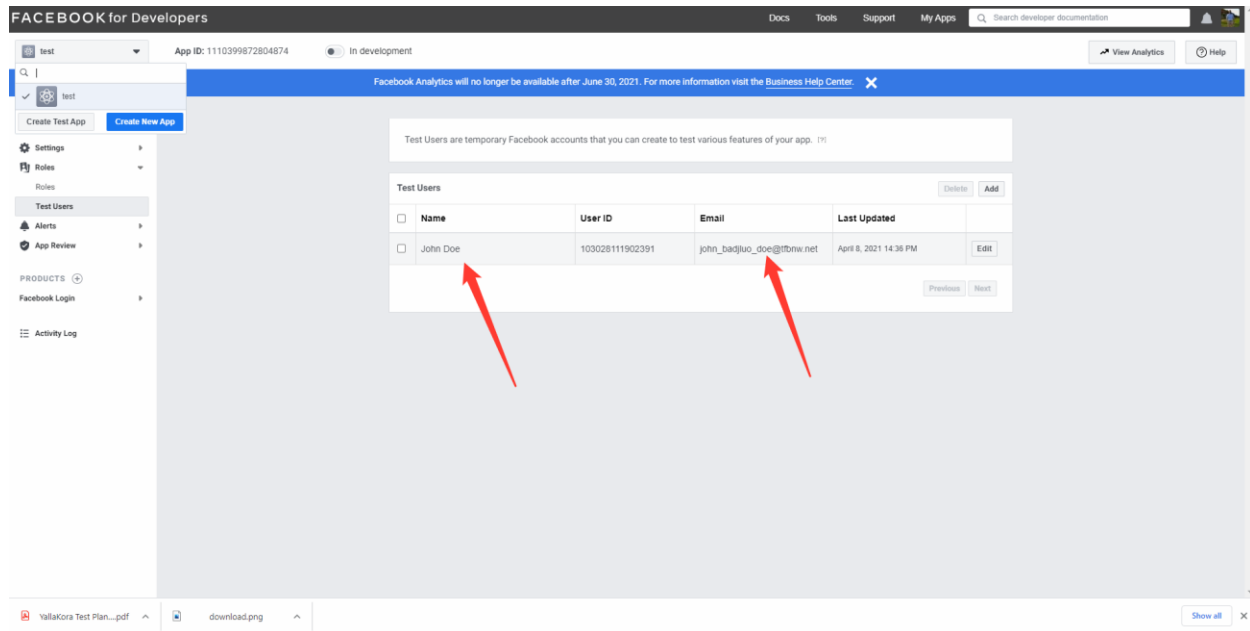 FACEBOOK for Developers
Docs Tools Support My Apps Search developer documentation
test App ID: 1110399872804874 In development View Analytics Help
Facebook Analytics will no longer be available after June 30, 2021. For more information visit the Business Help Center.
test
Create Test App Create New App
Test Users are temporary Facebook accounts that you can create to test various features of your app. [?]
Settings
Roles
Roles
Test Users
Alerts
App Review
PRODUCTS
Facebook Login
Activity Log
Test Users Delete Add
Name User ID Email Last Updated
John Doe 103028111902391 john_badjluo_doe@tfbnw.net April 8, 2021 14:36 PM Edit
Previous Next
YallaKora Test Plan....pdf download.png Show all